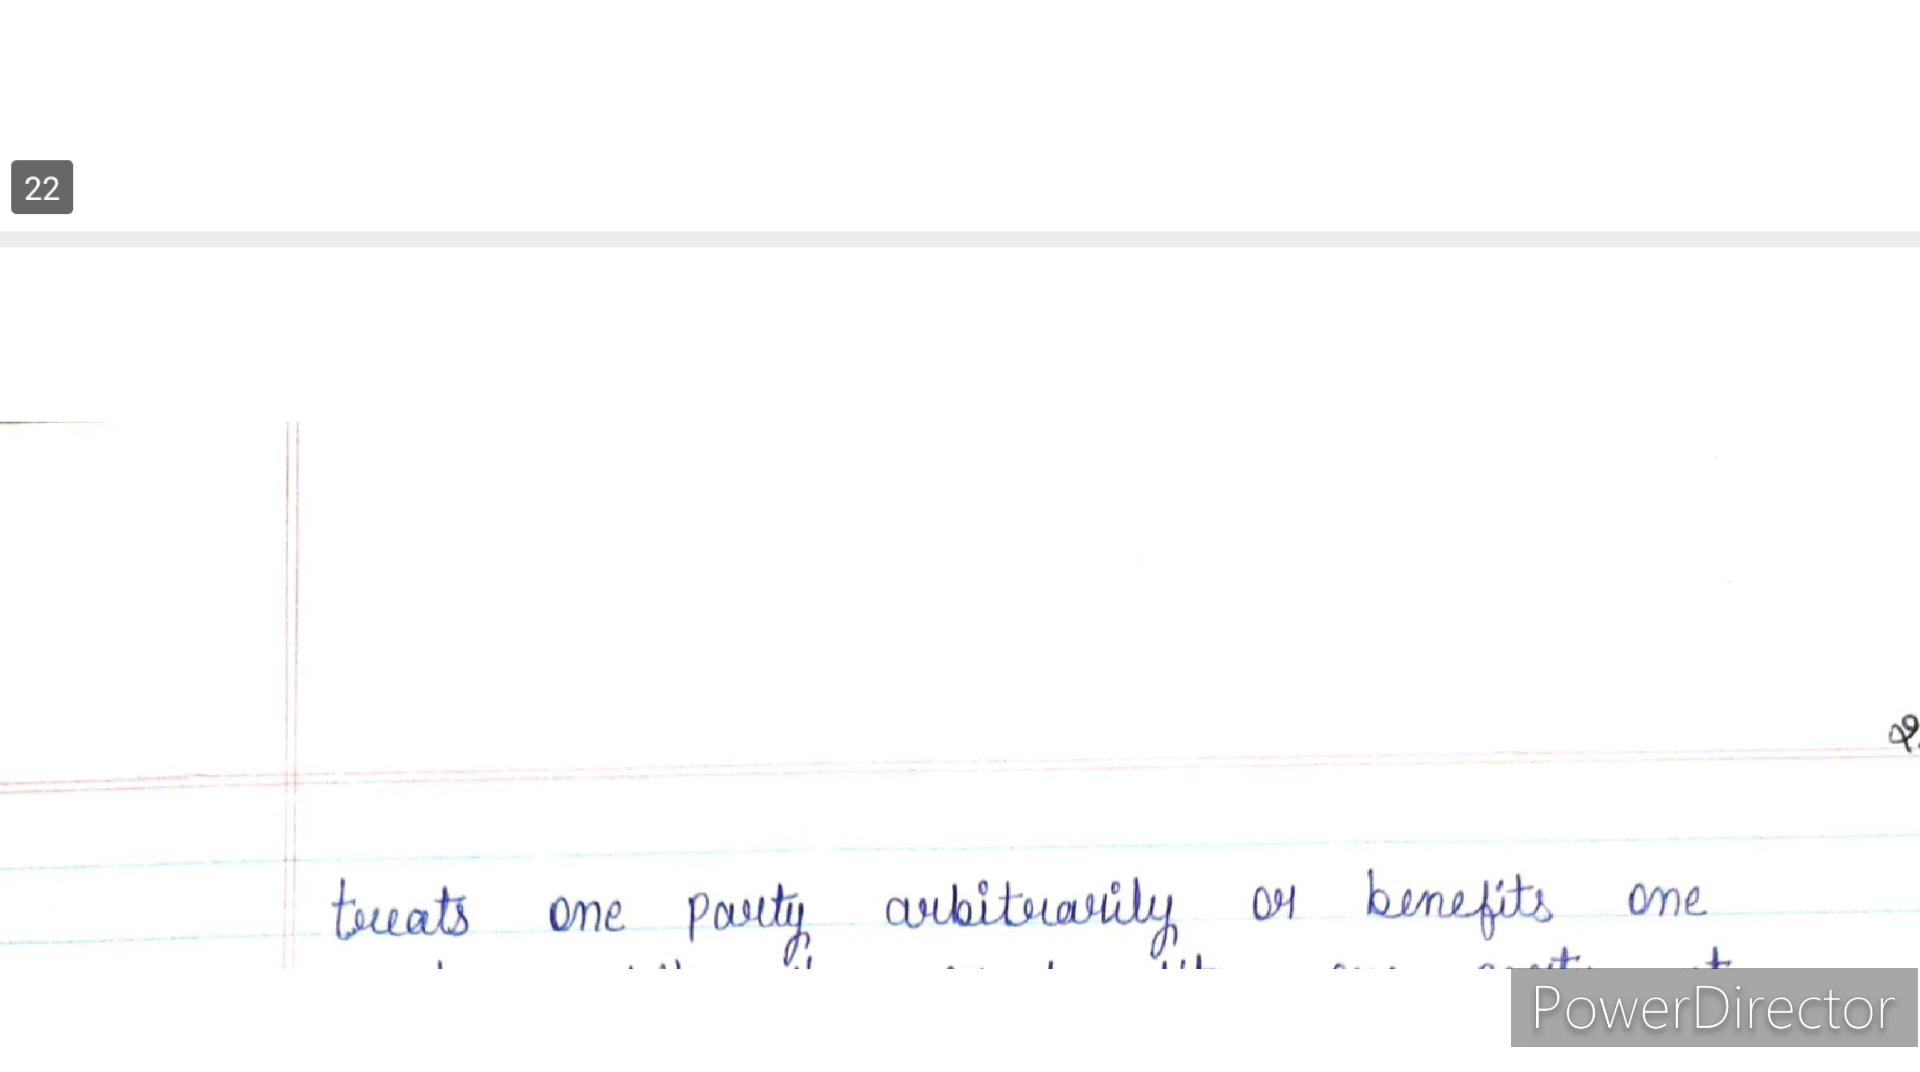 22
treats one party arbitrarily or benefits one
PowerDirector